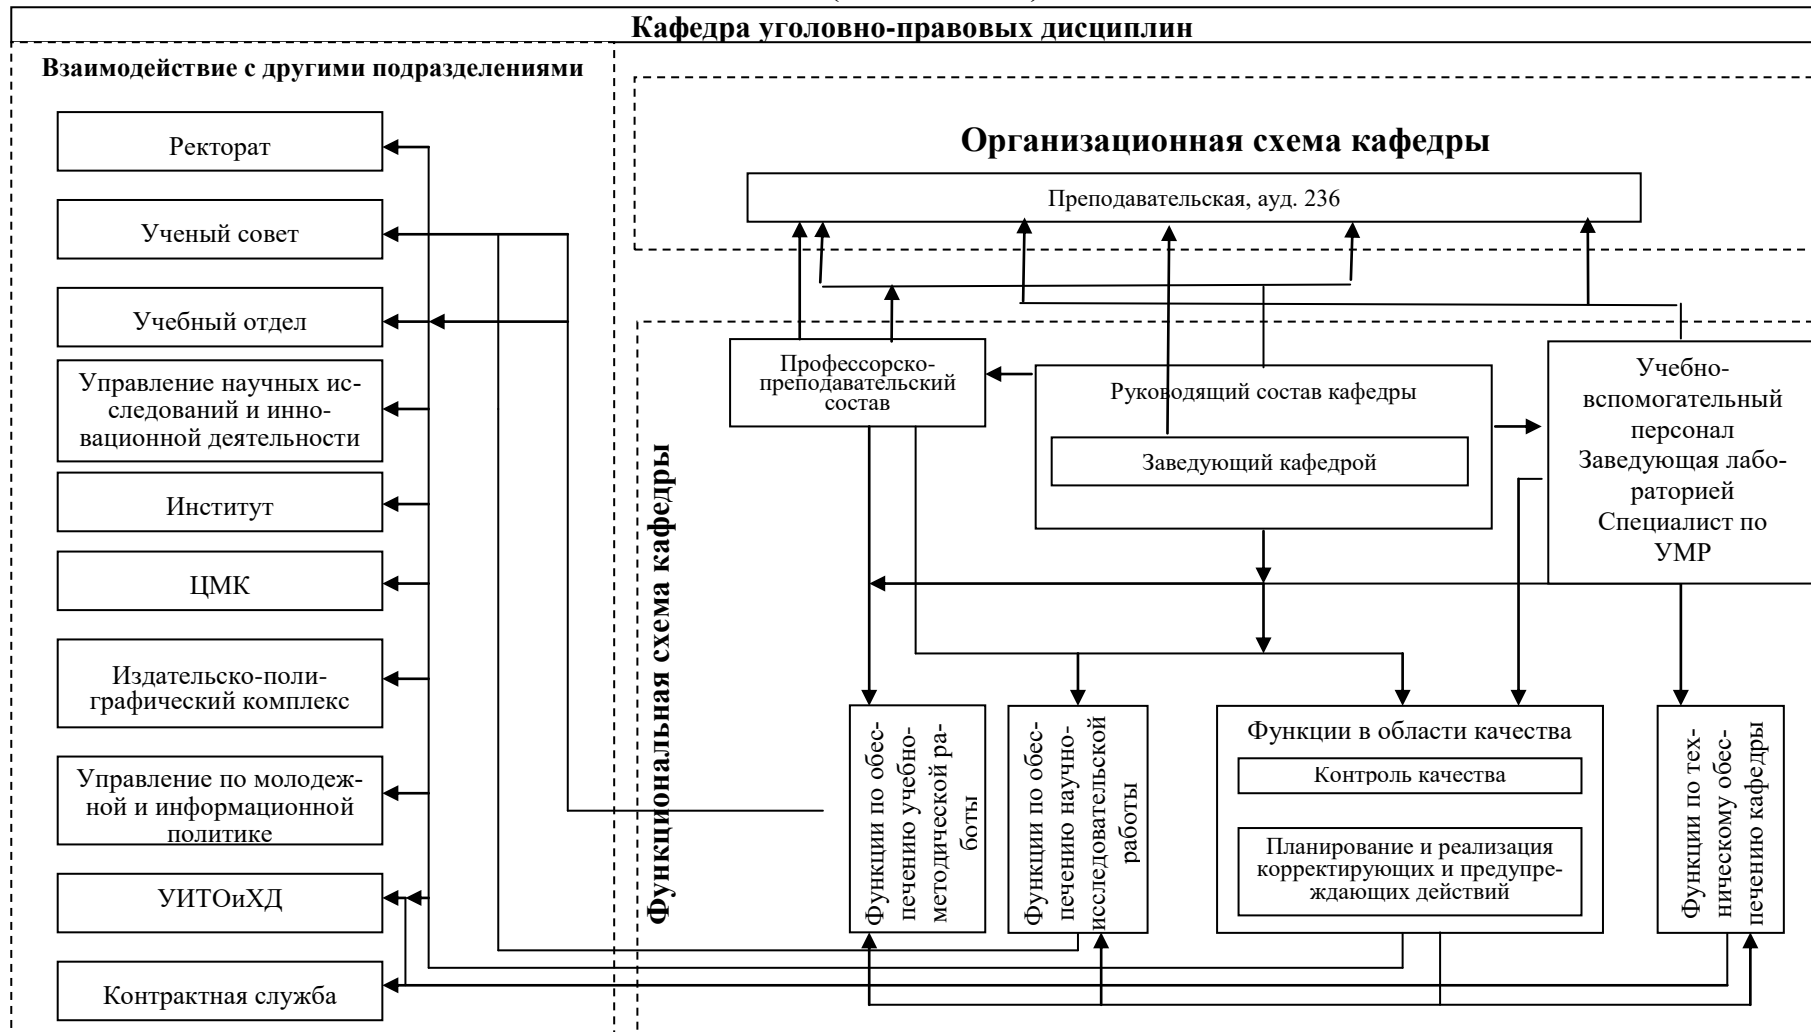 Кафедра уголовно-правовых дисциплин
Взаимодействие с другими подразделениями
Ректорат
Ученый совет
Учебный отдел
Управление научных ис-
следований и инно-
вационной деятельности
Институт
ЦМК
Издательско-поли-
графический комплекс
Управление по молодеж-
ной и информационной
политике
УИТОиХД
Контрактная служба
Организационная схема кафедры
Преподавательская, ауд. 236
Функциональная схема кафедры
Профессорско-
преподавательский
состав
Руководящий состав кафедры
Заведующий кафедрой
Учебно-
вспомогательный
персонал
Заведующая лабо-
раторией
Специалист по
УМР
Функции по обес-
печению учебно-
методической ра-
боты
Функции по обес-
печению научно-
исследовательской
работы
Функции в области качества
Контроль качества
Планирование и реализация
корректирующих и предупре-
ждающих действий
Функции по тех-
ническому обес-
печению кафедры